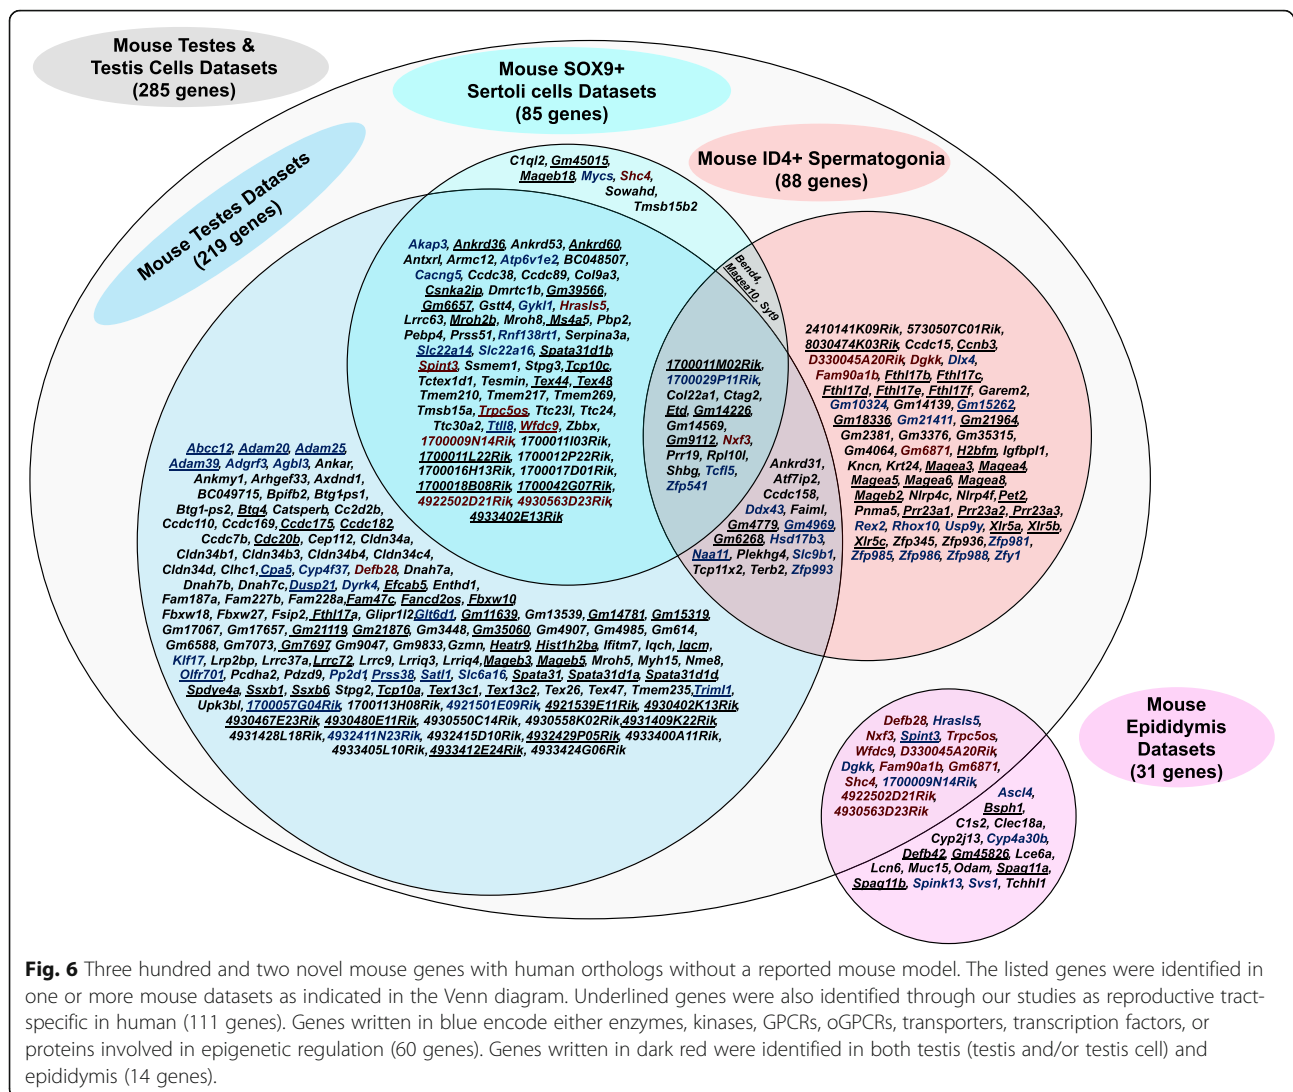 Mouse Testes &
Testis Cells Datasets
(285 genes)
Mouse SOX9+
Sertoli cells Datasets
(85 genes)
Mouse Testes Datasets
(219 genes)
Mouse ID4+ Spermatogonia
(88 genes)
C1ql2, Gm45015,
Mageb18, Mycs, Shc4,
Sowahd,
Tmsb15b2
Akap3, Ankrd36, Ankrd53, Ankrd60,
Antxrl, Armc12, Atp6v1e2, BC048507,
Cacng5, Ccdc38, Ccdc89, Col9a3,
Csnka2ip, Dmrtc1b, Gm39566,
Gm6657, Gstt4, Gykl1, Hrasls5,
Lrrc63, Mroh2b, Mroh8, Ms4a5, Pbp2,
Pebp4, Prss51, Rnf138rt1, Serpina3a,
Slc22a14, Slc22a16, Spata31d1b,
Spint3, Ssmem1, Stpg3, Tcp10c,
Tctex1d1, Tesmin, Tex44, Tex48
Tmem210, Tmem217, Tmem269,
Tmsb15a, Trpc5os, Ttc23l, Ttc24,
Ttc30a2, Ttll8, Wfdc9, Zbbx,
1700009N14Rik, 1700011I03Rik,
1700011L22Rik, 1700012P22Rik,
1700016H13Rik, 1700017D01Rik,
1700018B08Rik, 1700042G07Rik,
4922502D21Rik, 4930563D23Rik,
4933402E13Rik
Bend4,
Magea10, Syt9
1700011M02Rik,
1700029P11Rik,
Col22a1, Ctag2,
Etd, Gm14226,
Gm14569,
Gm9112, Nxf3,
Prr19, Rpl10l,
Shbg, Tcfl5,
Zfp541
Ankrd31,
Atf7ip2,
Ccdc158,
Ddx43, Faiml,
Gm4779, Gm4969,
Gm6268, Hsd17b3,
Naa11, Plekhg4, Slc9b1,
Tcp11x2, Terb2, Zfp993
2410141K09Rik, 5730507C01Rik,
8030474K03Rik, Ccdc15, Ccnb3,
D330045A20Rik, Dgkk, Dlx4,
Fam90a1b, Fthl17b, Fthl17c,
Fthl17d, Fthl17e, Fthl17f, Garem2,
Gm10324, Gm14139, Gm15262,
Gm18336, Gm21411, Gm21964,
Gm2381, Gm3376, Gm35315,
Gm4064, Gm6871, H2bfm, Igfbpl1,
Kncn, Krt24, Magea3, Magea4,
Magea5, Magea6, Magea8,
Mageb2, Nlrp4c, Nlrp4f, Pet2,
Pnma5, Prr23a1, Prr23a2, Prr23a3,
Rex2, Rhox10, Usp9y, Xlr5a, Xlr5b,
Xlr5c, Zfp345, Zfp936, Zfp981,
Zfp985, Zfp986, Zfp988, Zfy1
Abcc12, Adam20, Adam25,
Adam39, Adgrf3, Agbl3, Ankar,
Ankmy1, Arhgef33, Axdnd1,
BC049715, Bpifb2, Btg1ps1,
Btg1-ps2, Btg4, Catsperb, Cc2d2b,
Ccdc110, Ccdc169, Ccdc175, Ccdc182,
Ccdc7b, Cdc20b, Cep112, Cldn34a,
Cldn34b1, Cldn34b3, Cldn34b4, Cldn34c4,
Cldn34d, Clhc1, Cpa5, Cyp4f37, Defb28, Dnah7a,
Dnah7b, Dnah7c, Dusp21, Dyrk4, Efcab5, Enthd1,
Fam187a, Fam227b, Fam228a, Fam47c, Fancd2os, Fbxw10
Fbxw18, Fbxw27, Fsip2, Fthl17a, Glipr1l2, Glt6d1, Gm11639, Gm13539, Gm14781, Gm15319,
Gm17067, Gm17657, Gm21119, Gm21876, Gm3448, Gm35060, Gm4907, Gm4985, Gm614,
Gm6588, Gm7073, Gm7697, Gm9047, Gm9833, Gzmn, Heatr9, Hist1h2ba, Ifitm7, Iqch, Iqcm,
Klf17, Lrp2bp, Lrrc37a, Lrrc72, Lrrc9, Lrriq3, Lrriq4, Mageb3, Mageb5, Mroh5, Myh15, Nme8,
Olfr701, Pcdha2, Pdzd9, Pp2d1, Prss38, Satl1, Slc6a16, Spata31, Spata31d1a, Spata31d1d,
Spdye4a, Ssxb1, Ssxb6, Stpg2, Tcp10a, Tex13c1, Tex13c2, Tex26, Tex47, Tmem235, Triml1,
Upk3bl, 1700057G04Rik, 1700113H08Rik, 4921501E09Rik, 4921539E11Rik, 4930402K13Rik,
4930467E23Rik, 4930480E11Rik, 4930550C14Rik, 4930558K02Rik, 4931409K22Rik,
4931428L18Rik, 4932411N23Rik, 4932415D10Rik, 4932429P05Rik, 4933400A11Rik,
4933405L10Rik, 4933412E24Rik, 4933424G06Rik
Mouse
Epididymis
Datasets
(31 genes)
Defb28, Hrasls5,
Nxf3, Spint3, Trpc5os,
Wfdc9, D330045A20Rik,
Dgkk, Fam90a1b, Gm6871,
Shc4, 1700009N14Rik,
4922502D21Rik,
4930563D23Rik
Ascl4,
Bsph1,
C1s2, Clec18a,
Cyp2j13, Cyp4a30b,
Defb42, Gm45826, Lce6a,
Lcn6, Muc15, Odam, Spag11a,
Spag11b, Spink13, Svs1, Tchhl1
Fig. 6 Three hundred and two novel mouse genes with human orthologs without a reported mouse model. The listed genes were identified in
one or more mouse datasets as indicated in the Venn diagram. Underlined genes were also identified through our studies as reproductive tract-
specific in human (111 genes). Genes written in blue encode either enzymes, kinases, GPCRs, oGPCRs, transporters, transcription factors, or
proteins involved in epigenetic regulation (60 genes). Genes written in dark red were identified in both testis (testis and/or testis cell) and
epididymis (14 genes).